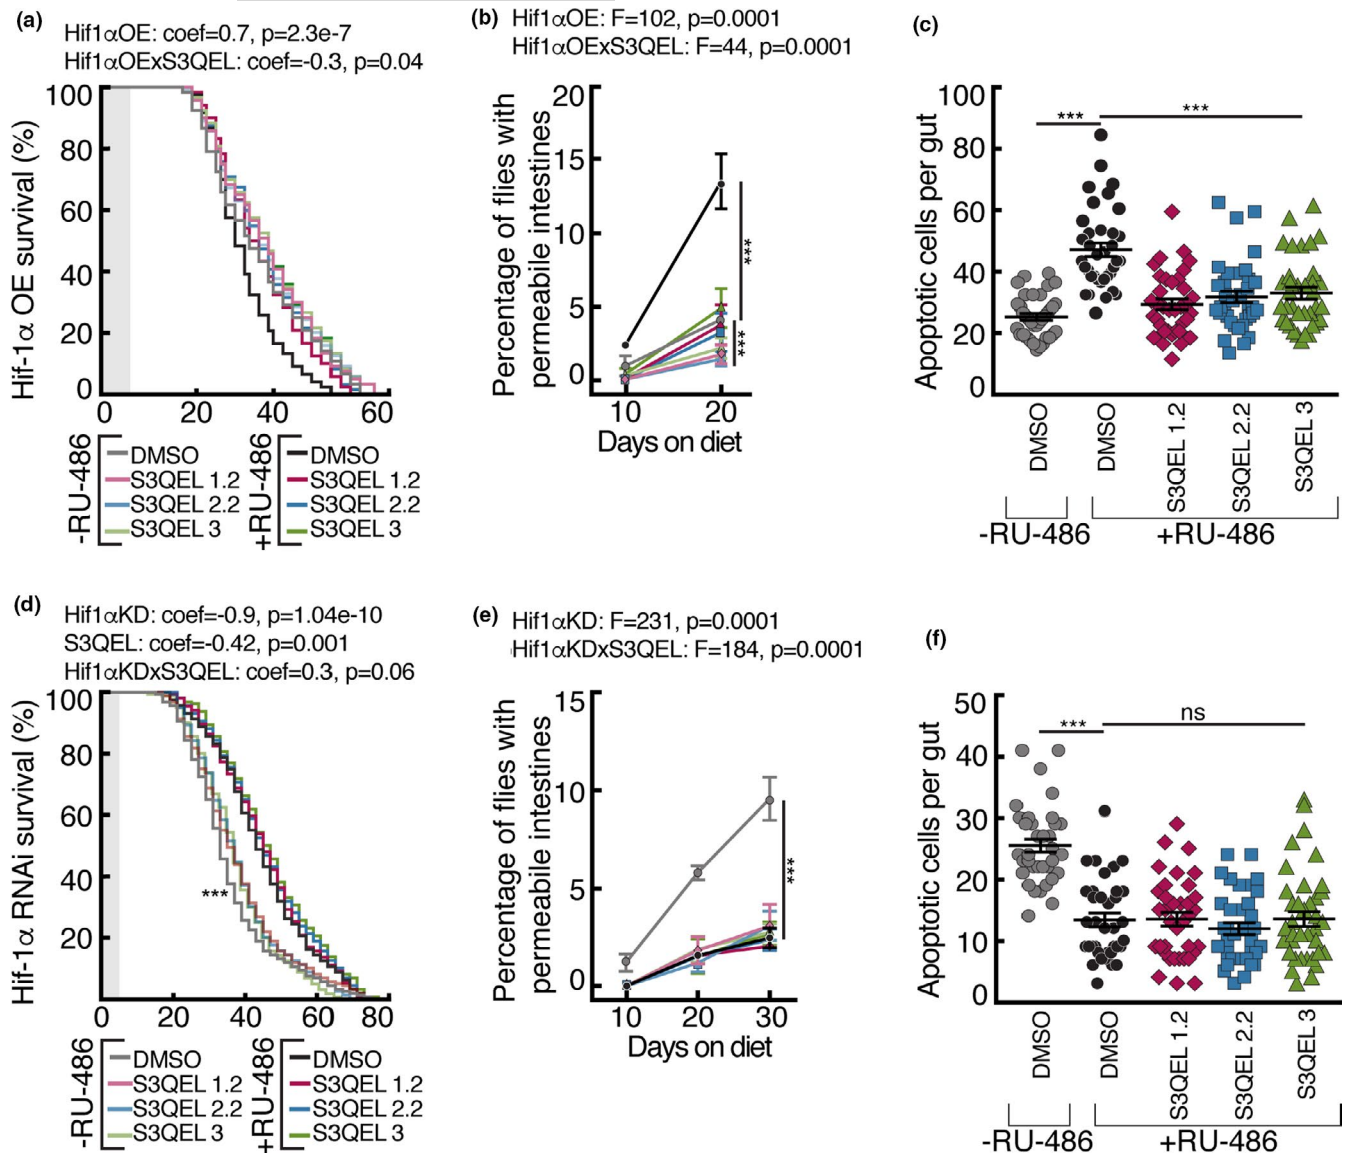 (a)
Hif1αOE: coef=0.7, p=2.3e-7
Hif1αOExS3QEL: coef=-0.3, p=0.04
Hif-1α OE survival (%)
100
80
60
40
20
0
0 20 40 60
-RU-486
DMSO
S3QEL 1.2
S3QEL 2.2
S3QEL 3
+RU-486
DMSO
S3QEL 1.2
S3QEL 2.2
S3QEL 3
(b)
Hif1αOE: F=102, p=0.0001
Hif1αOExS3QEL: F=44, p=0.0001
Percentage of flies with
permeabile intestines
20
15
10
5
0
***
***
10 20
Days on diet
(c)
Apoptotic cells per gut
100
80
60
40
20
0
***
***
DMSO
DMSO
S3QEL 1.2
S3QEL 2.2
S3QEL 3
-RU-486
+RU-486
(d)
Hif1αKD: coef=-0.9, p=1.04e-10
S3QEL: coef=-0.42, p=0.001
Hif1αKDxS3QEL: coef=0.3, p=0.06
Hif-1α RNAi survival (%)
100
80
60
40
20
***
0 20 40 60 80
-RU-486
DMSO
S3QEL 1.2
S3QEL 2.2
S3QEL 3
+RU-486
DMSO
S3QEL 1.2
S3QEL 2.2
S3QEL 3
(e)
Hif1αKD: F=231, p=0.0001
Hif1αKDxS3QEL: F=184, p=0.0001
Percentage of flies with
permeabile intestines
15
10
5
0
***
10 20 30
Days on diet
(f)
Apoptotic cells per gut
50
40
30
20
10
0
***
ns
DMSO
DMSO
S3QEL 1.2
S3QEL 2.2
S3QEL 3
-RU-486
+RU-486